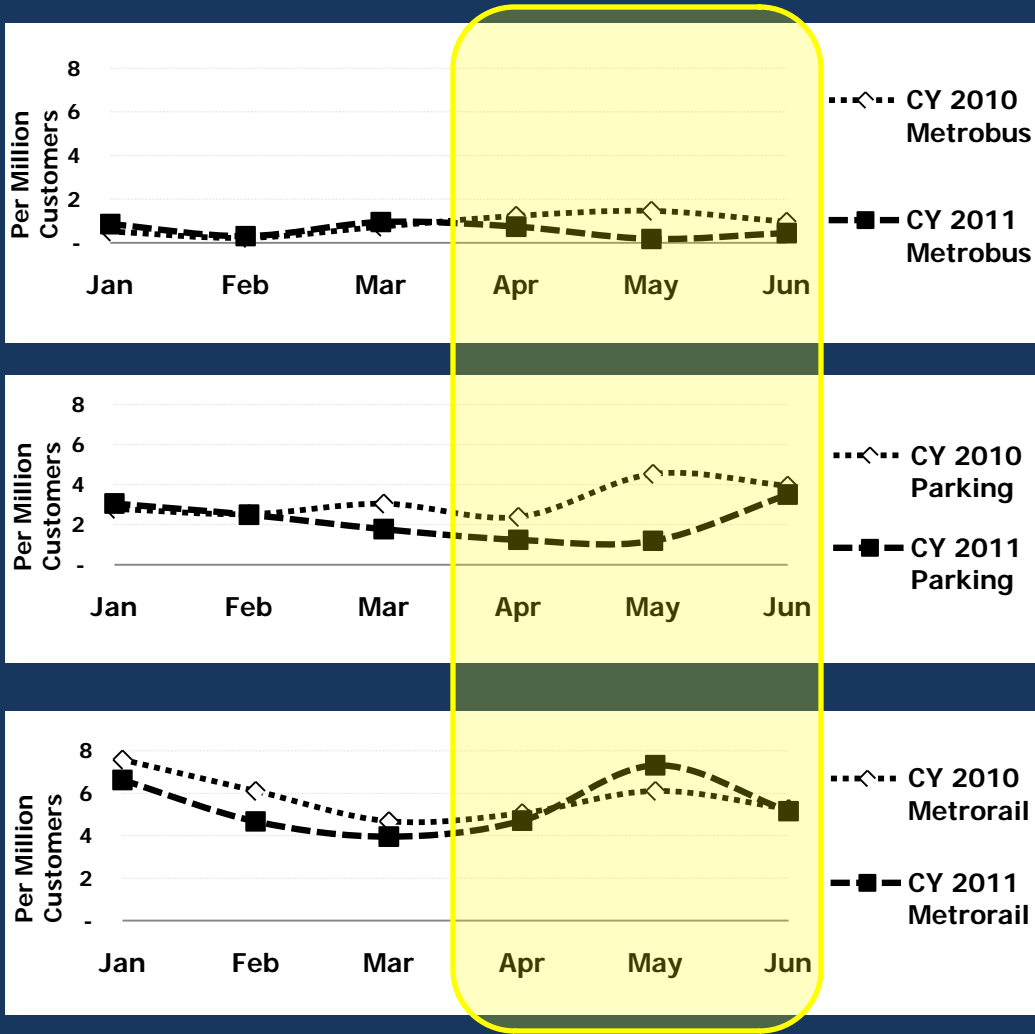 Per Million
Customers
8
6
4
2
-
Jan Feb Mar Apr May Jun
CY 2010
Metrobus
CY 2011
Metrobus
Per Million
Customers
8
6
4
2
-
Jan Feb Mar Apr May Jun
CY 2010
Parking
CY 2011
Parking
Per Million
Customers
8
6
4
2
-
Jan Feb Mar Apr May Jun
CY 2010
Metrorail
CY 2011
Metrorail